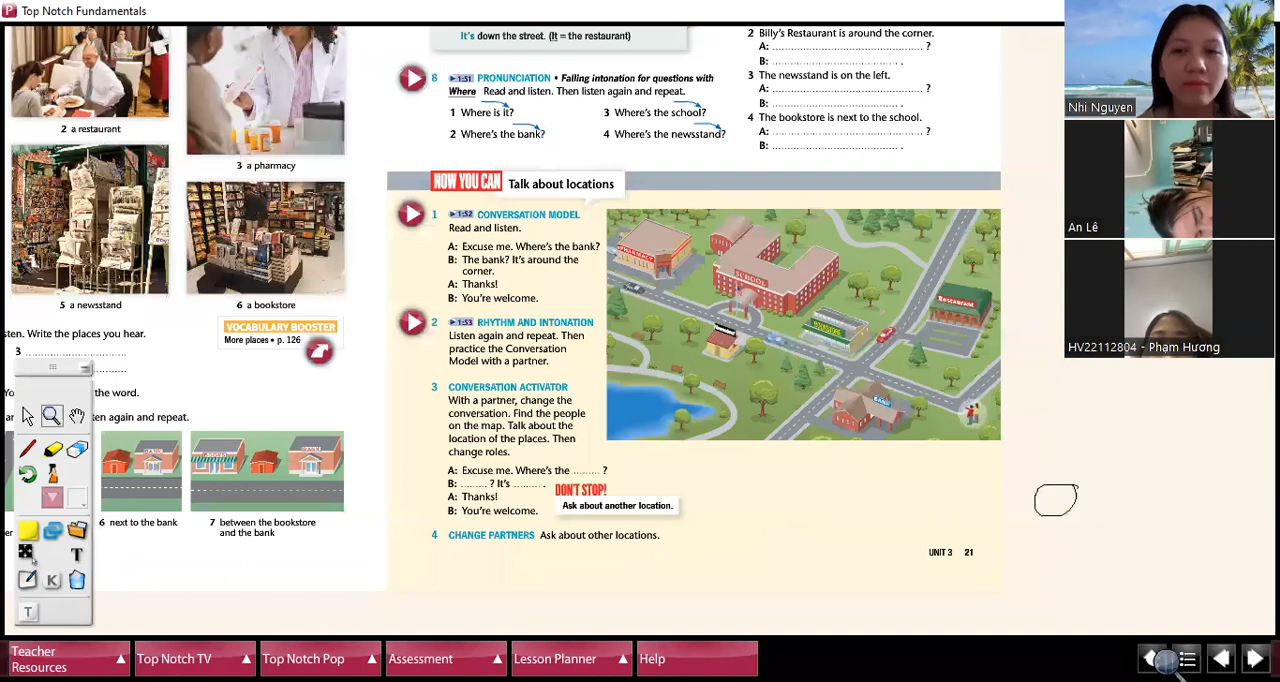 Top Notch Fundamentals
2 a restaurant
3 a pharmacy
5 a newsstand
6 a bookstore
sten. Write the places you hear.
3 ..............................
VOCABULARY BOOSTER
More places • p. 126
You
the word.
ar
ten again and repeat.
BANK
BANK
er
6 next to the bank
7 between the bookstore
and the bank
It's down the street. (It = the restaurant)
8 1:51 PRONUNCIATION • Falling intonation for questions with
Where Read and listen. Then listen again and repeat.
1 Where is it?
3 Where's the school?
2 Where's the bank?
4 Where's the newsstand?
2 Billy's Restaurant is around the corner.
A: .............................................. ?
B: ....................................... .
3 The newsstand is on the left.
A: .............................................. ?
B: ....................................... .
4 The bookstore is next to the school.
A: .............................................. ?
B: ....................................... .
NOW YOU CAN Talk about locations
1 1:52 CONVERSATION MODEL
Read and listen.
A: Excuse me. Where's the bank?
B: The bank? It's around the
corner.
A: Thanks!
B: You're welcome.
2 1:53 RHYTHM AND INTONATION
Listen again and repeat. Then
practice the Conversation
Model with a partner.
3 CONVERSATION ACTIVATOR
With a partner, change the
conversation. Find the people
on the map. Talk about the
location of the places. Then
change roles.
A: Excuse me. Where's the ......... ?
B: ......... ? It's ......... .
A: Thanks!
B: You're welcome.
DON'T STOP!
Ask about another location.
4 CHANGE PARTNERS Ask about other locations.
PHARMACY
SCHOOL
BOOKSTORE
Restaurant
BANK
UNIT 3 21
Nhi Nguyen
An Lê
HV22112804 - Phạm Hương
T
K
T
Teacher
Resources
Top Notch TV
Top Notch Pop
Assessment
Lesson Planner
Help